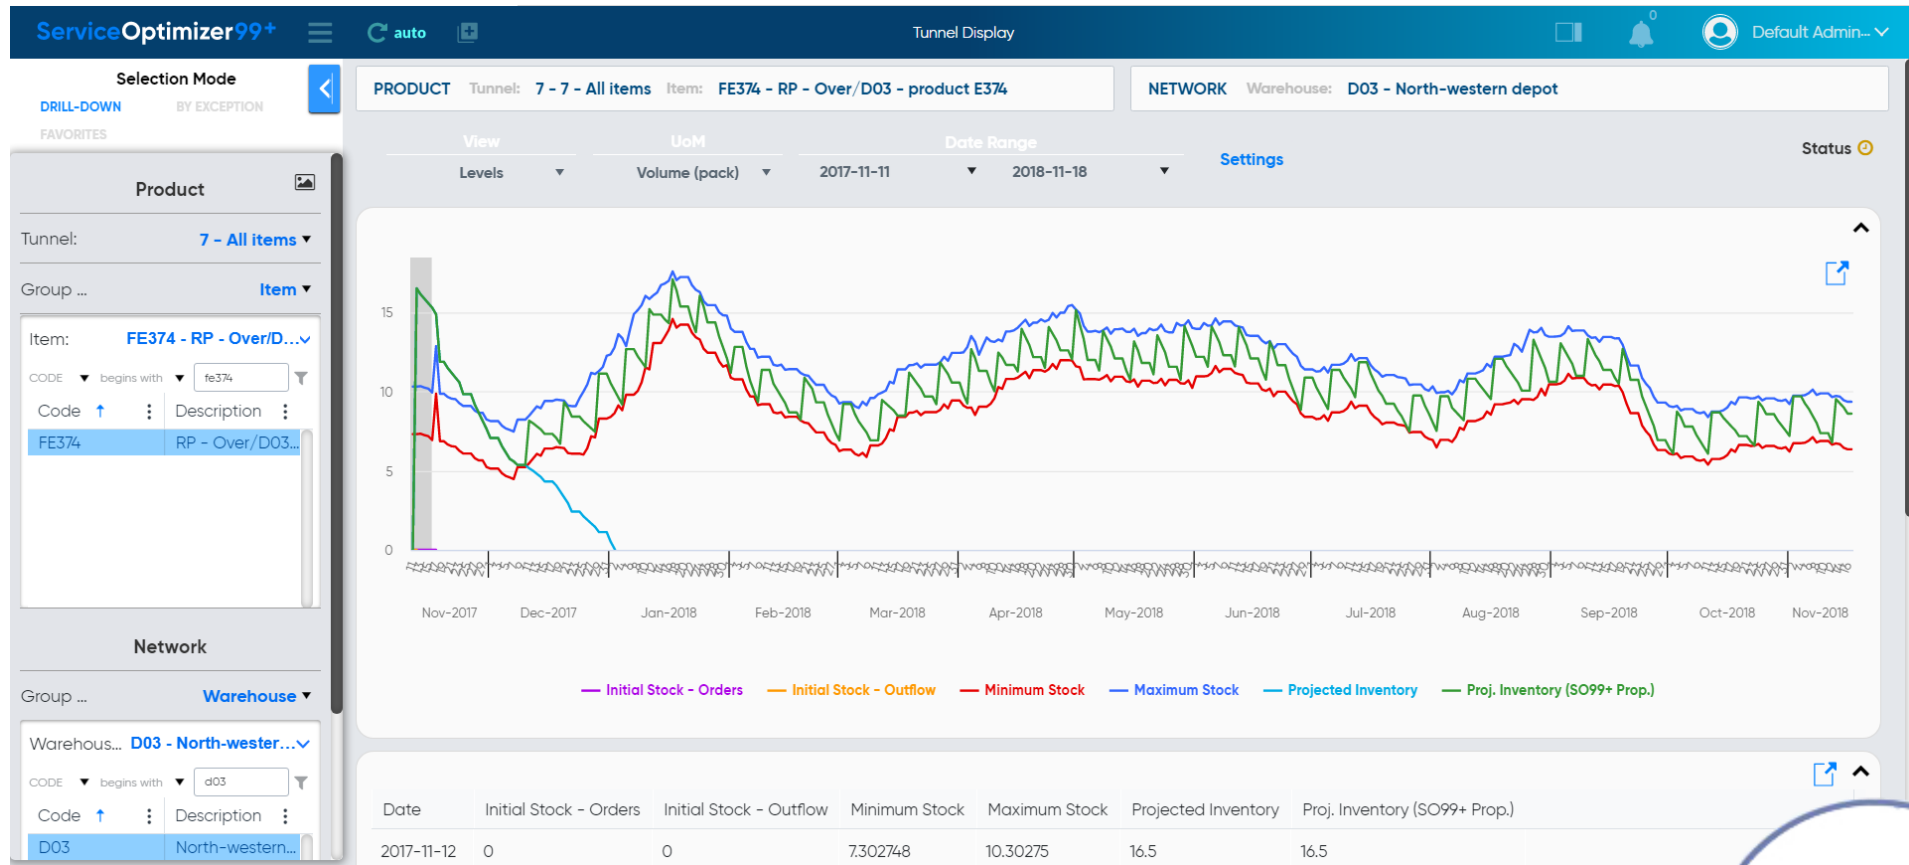 ServiceOptimizer99+ auto Tunnel Display 0 Default Admin...
Selection Mode
DRILL-DOWN BY EXCEPTION
FAVORITES
PRODUCT Tunnel: 7 - 7 - All items Item: FE374 - RP - Over/D03 - product E374
NETWORK Warehouse: D03 - North-western depot
View UoM Date Range
Levels Volume (pack) 2017-11-11 2018-11-18 Settings
Status
Product
Tunnel: 7 - All items
Group ... Item
Item: FE374 - RP - Over/D...
CODE begins with fe374
Code Description
FE374 RP - Over/D03...
Network
Group ... Warehouse
Warehous... D03 - North-wester...
CODE begins with d03
Code Description
D03 North-western...
15
10
5
0
Nov-2017 Dec-2017 Jan-2018 Feb-2018 Mar-2018 Apr-2018 May-2018 Jun-2018 Jul-2018 Aug-2018 Sep-2018 Oct-2018 Nov-2018
Initial Stock - Orders Initial Stock - Outflow Minimum Stock Maximum Stock Projected Inventory Proj. Inventory (SO99+ Prop.)
Date Initial Stock - Orders Initial Stock - Outflow Minimum Stock Maximum Stock Projected Inventory Proj. Inventory (SO99+ Prop.)
2017-11-12 0 0 7.302748 10.30275 16.5 16.5